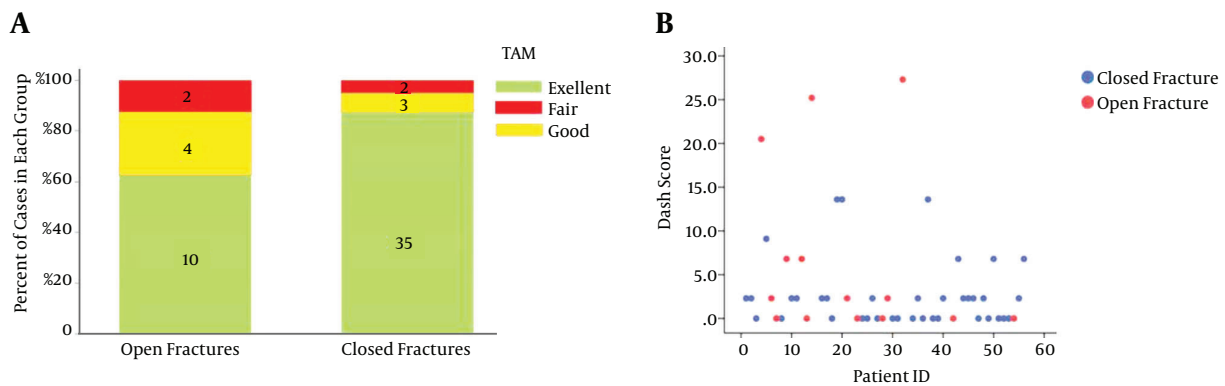 A
Percent of Cases in Each Group
%100
%80
%60
%40
%20
0
2
4
10
2
3
35
Open Fractures
Closed Fractures
TAM
Exellent
Fair
Good
B
Dash Score
30.0
25.0
20.0
15.0
10.0
5.0
.0
0 10 20 30 40 50 60
Patient ID
Closed Fracture
Open Fracture